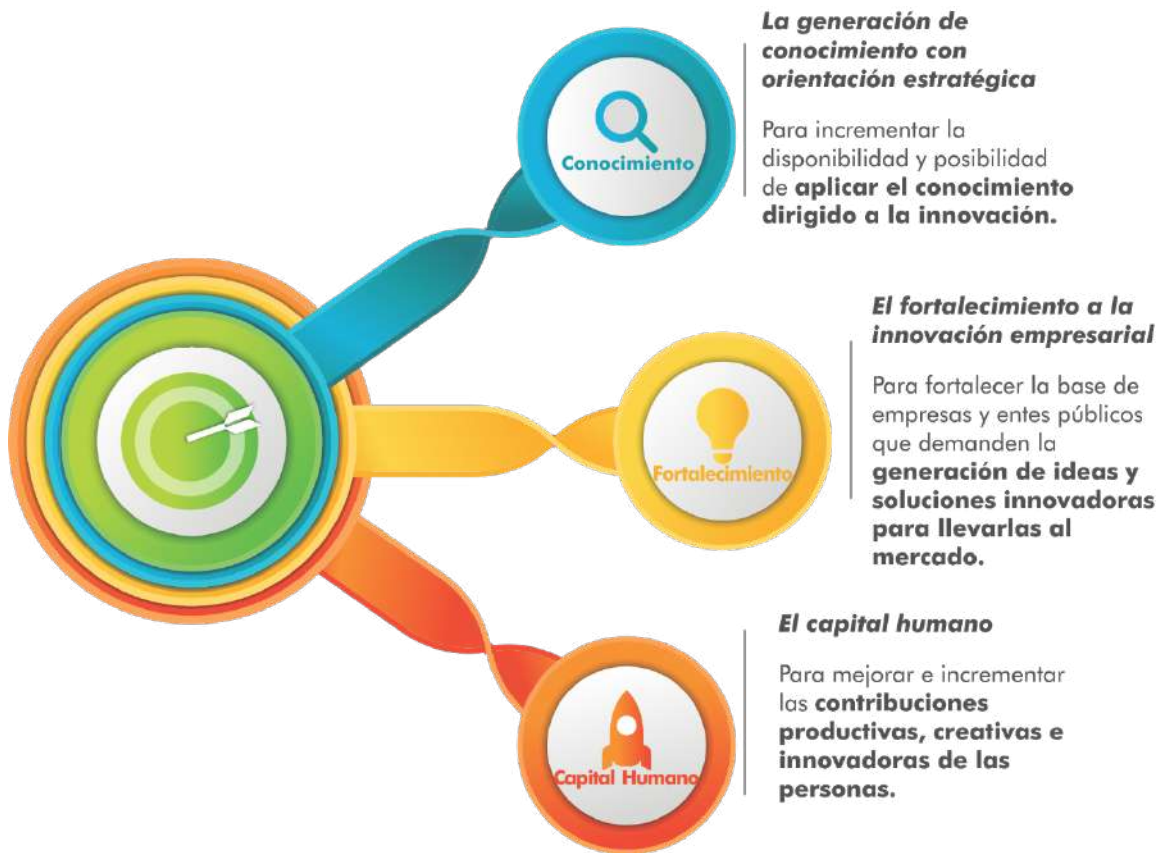 La generación de
conocimiento con
orientación estratégica
Para incrementar la
disponibilidad y posibilidad
de aplicar el conocimiento
dirigido a la innovación.
Conocimiento
El fortalecimiento a la
innovación empresarial
Para fortalecer la base de
empresas y entes públicos
que demanden la
generación de ideas y
soluciones innovadoras
para llevarlas al
mercado.
Fortalecimiento
El capital humano
Para mejorar e incrementar
las contribuciones
productivas, creativas e
innovadoras de las
personas.
Capital Humano